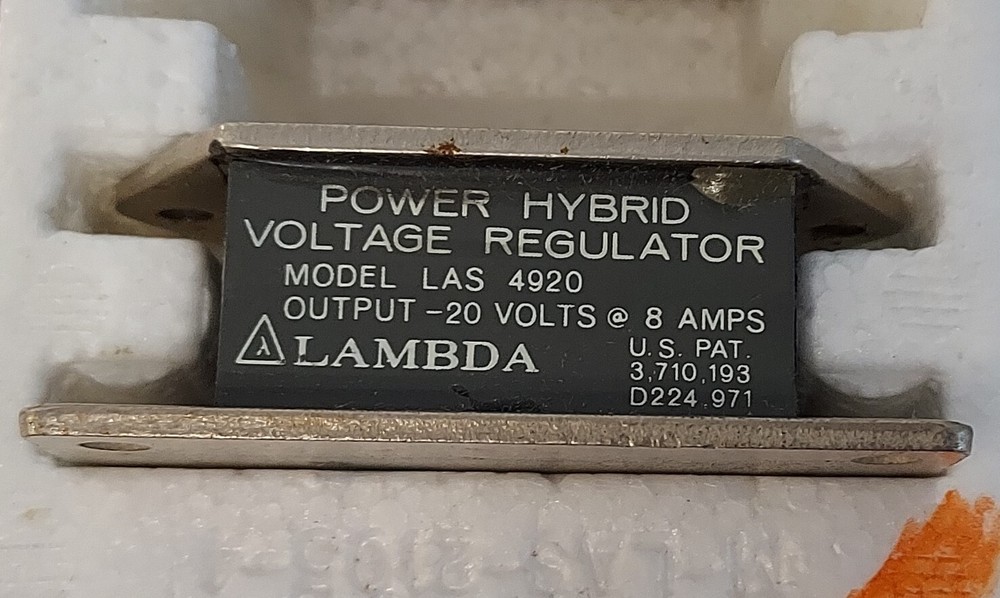 POWER HYBRID
VOLTAGE REGULATOR
MODEL LAS 4920
OUTPUT -20 VOLTS @ 8 AMPS
λ LAMBDA
U.S. PAT.
3,710,193
D224.971